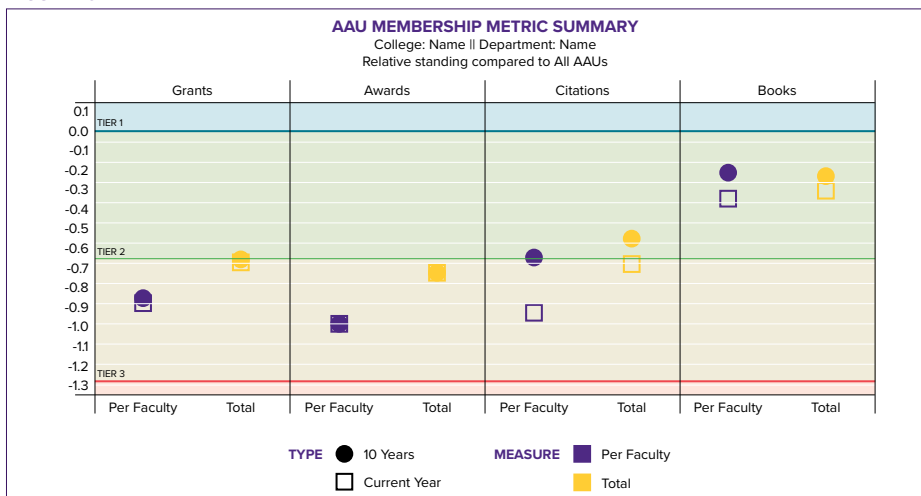 AAU MEMBERSHIP METRIC SUMMARY
College: Name || Department: Name
Relative standing compared to All AAUs
Grants Awards Citations Books
0.1
TIER 1
0.0
-0.1
-0.2
-0.3
-0.4
-0.5
-0.6
TIER 2
-0.7
-0.8
-0.9
-1.0
-1.1
-1.2
TIER 3
-1.3
Per Faculty Total Per Faculty Total Per Faculty Total Per Faculty Total
TYPE 10 Years MEASURE Per Faculty
Current Year Total